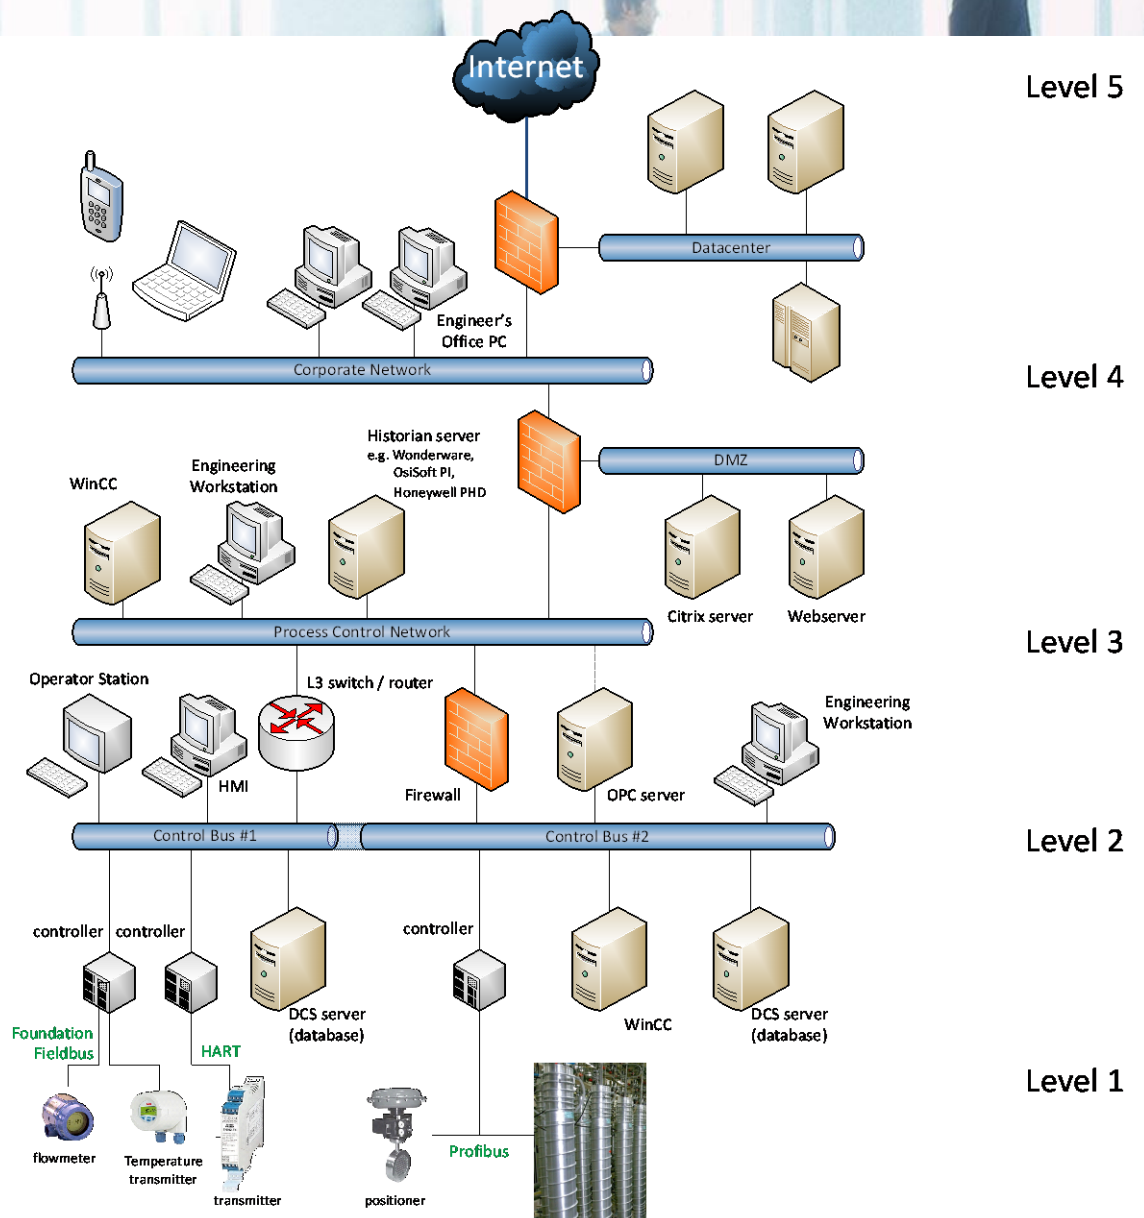 Internet
Level 5
Datacenter
Engineer's
Office PC
Corporate Network
Level 4
Historian server
e.g. Wonderware,
OsiSoft PI,
Honeywell PHD
DMZ
Engineering
Workstation
WinCC
Citrix server
Webserver
Process Control Network
Level 3
Operator Station
L3 switch / router
Engineering
Workstation
HMI
Firewall
OPC server
Control Bus #1
Control Bus #2
Level 2
controller
controller
controller
DCS server
(database)
WinCC
DCS server
(database)
Foundation
Fieldbus
HART
Level 1
flowmeter
Temperature
transmitter
transmitter
positioner
Profibus